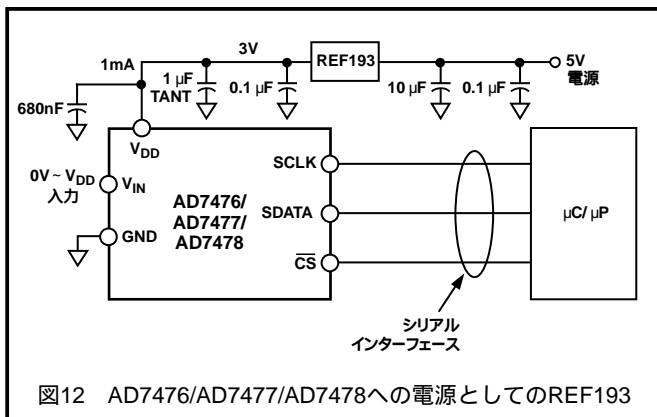 3V
REF193
5V
電源
1mA
1 µF
TANT
0.1 µF
10 µF
0.1 µF
680nF
VDD
0V ~ VDD
入力
VIN
GND
AD7476/
AD7477/
AD7478
SCLK
SDATA
CS
µC/ µP
シリアル
インターフェース
図12 AD7476/AD7477/AD7478への電源としてのREF193